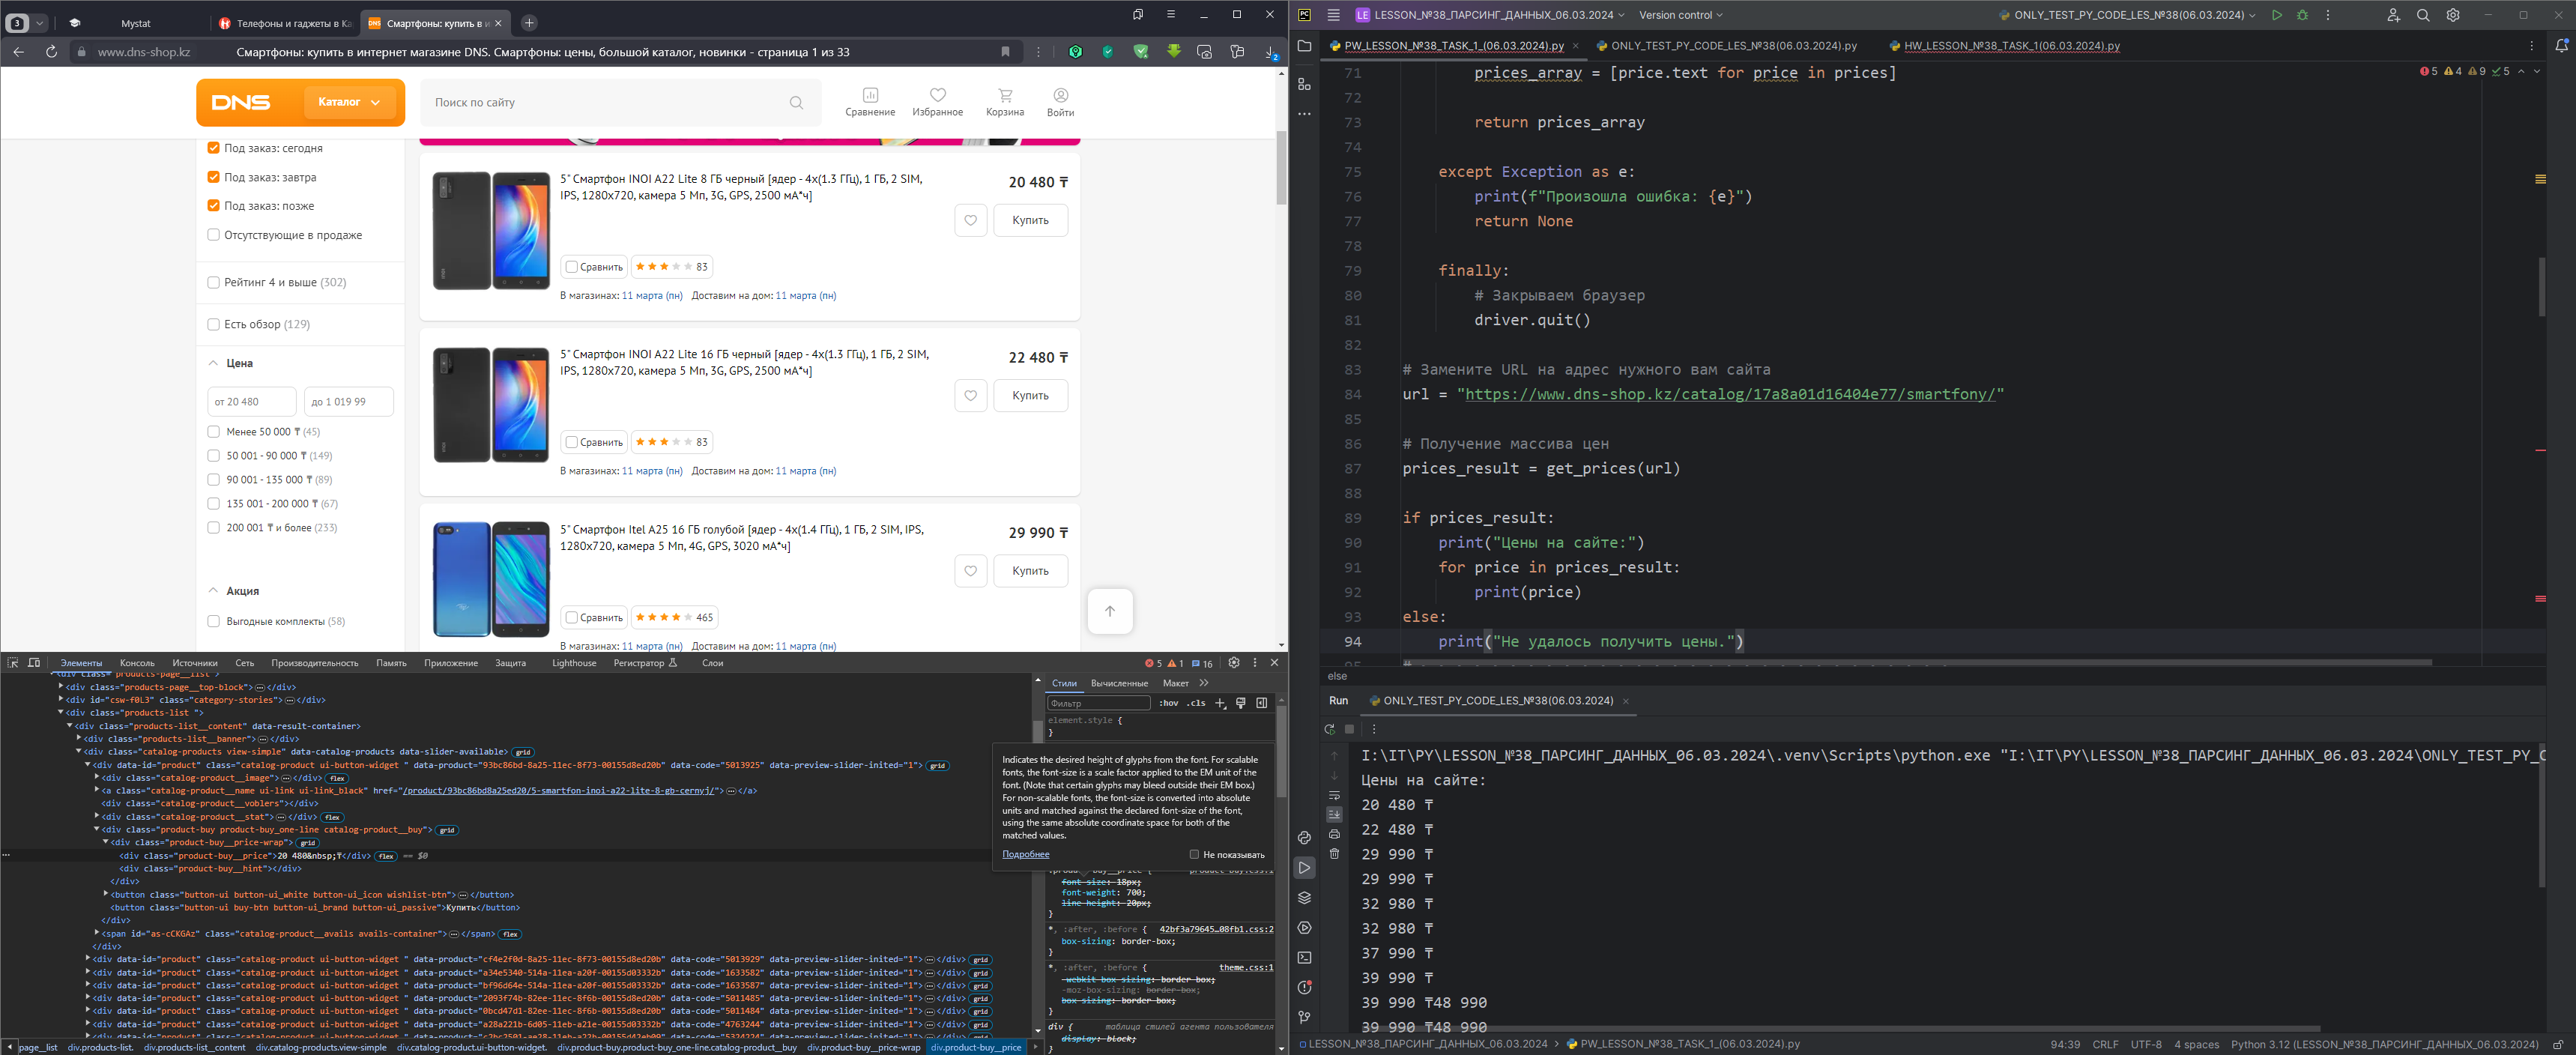 3
Mystat
Телефоны и гаджеты в Ка
Смартфоны: купить в и
www.dns-shop.kz
Смартфоны: купить в интернет магазине DNS. Смартфоны: цены, большой каталог, новинки - страница 1 из 33
2
DNS
Каталог
Поиск по сайту
Сравнение
Избранное
Корзина
Войти
Под заказ: сегодня
Под заказ: завтра
Под заказ: позже
Отсутствующие в продаже
Рейтинг 4 и выше (302)
Есть обзор (129)
Цена
от 20 480
до 1 019 99
Менее 50 000 ₸ (45)
50 001 - 90 000 ₸ (149)
90 001 - 135 000 ₸ (89)
135 001 - 200 000 ₸ (67)
200 001 ₸ и более (233)
Акция
Выгодные комплекты (58)
5" Смартфон INOI A22 Lite 8 ГБ черный [ядер - 4x(1.3 ГГц), 1 ГБ, 2 SIM,
IPS, 1280x720, камера 5 Мп, 3G, GPS, 2500 мА*ч]
20 480 ₸
Купить
Сравнить
83
В магазинах: 11 марта (пн) Доставим на дом: 11 марта (пн)
5" Смартфон INOI A22 Lite 16 ГБ черный [ядер - 4x(1.3 ГГц), 1 ГБ, 2 SIM,
IPS, 1280x720, камера 5 Мп, 3G, GPS, 2500 мА*ч]
22 480 ₸
Купить
Сравнить
83
В магазинах: 11 марта (пн) Доставим на дом: 11 марта (пн)
5" Смартфон Itel A25 16 ГБ голубой [ядер - 4x(1.4 ГГц), 1 ГБ, 2 SIM, IPS,
1280x720, камера 5 Мп, 4G, GPS, 3020 мА*ч]
29 990 ₸
Купить
Сравнить
465
В магазинах: 11 марта (пн) Доставим на дом: 11 марта (пн)
Элементы Консоль Источники Сеть Производительность Память Приложение Защита Lighthouse Регистратор Слои
5 1 16
<div class="products-page__list">
<div class="products-page__top-block">…</div>
<div id="csw-f0L3" class="category-stories">…</div>
<div class="products-list ">
<div class="products-list__content" data-result-container>
<div class="products-list__banner">…</div>
<div class="catalog-products view-simple" data-catalog-products data-slider-available> grid
<div data-id="product" class="catalog-product ui-button-widget " data-product="93bc86bd-8a25-11ec-8f73-00155d8ed20b" data-code="5013925" data-preview-slider-inited="1"> grid
<div class="catalog-product__image">…</div> flex
<a class="catalog-product__name ui-link ui-link_black" href="/product/93bc86bd8a25ed20/5-smartfon-inoi-a22-lite-8-gb-cernyj/">…</a>
<div class="catalog-product__voblers"></div>
<div class="catalog-product__stat">…</div> flex
<div class="product-buy product-buy_one-line catalog-product__buy"> grid
<div class="product-buy__price-wrap"> grid
<div class="product-buy__price">20 480&nbsp;₸</div> flex == $0
<div class="product-buy__hint"></div>
</div>
<button class="button-ui button-ui_white button-ui_icon wishlist-btn">…</button>
<button class="button-ui buy-btn button-ui_brand button-ui_passive">Купить</button>
</div>
<span id="as-cCKGAz" class="catalog-product__avails avails-container">…</span> flex
</div>
<div data-id="product" class="catalog-product ui-button-widget " data-product="cf4e2f0d-8a25-11ec-8f73-00155d8ed20b" data-code="5013929" data-preview-slider-inited="1">…</div> grid
<div data-id="product" class="catalog-product ui-button-widget " data-product="a34e5340-514a-11ea-a20f-00155d03332b" data-code="1633582" data-preview-slider-inited="1">…</div> grid
<div data-id="product" class="catalog-product ui-button-widget " data-product="bf96d64e-514a-11ea-a20f-00155d03332b" data-code="1633587" data-preview-slider-inited="1">…</div> grid
<div data-id="product" class="catalog-product ui-button-widget " data-product="2093f74b-82ee-11ec-8f6b-00155d8ed20b" data-code="5011485" data-preview-slider-inited="1">…</div> grid
<div data-id="product" class="catalog-product ui-button-widget " data-product="0bcd47d1-82ee-11ec-8f6b-00155d8ed20b" data-code="5011484" data-preview-slider-inited="1">…</div> grid
<div data-id="product" class="catalog-product ui-button-widget " data-product="a28a221b-6d05-11eb-a21e-00155d03332b" data-code="4763244" data-preview-slider-inited="1">…</div> grid
page__list div.products-list. div.products-list__content div.catalog-products.view-simple div.catalog-product.ui-button-widget. div.product-buy.product-buy_one-line.catalog-product__buy div.product-buy__price-wrap div.product-buy__price
Стили Вычисленные Макет
Фильтр :hov .cls
element.style {
}
Indicates the desired height of glyphs from the font. For scalable
fonts, the font-size is a scale factor applied to the EM unit of the
font. (Note that certain glyphs may bleed outside their EM box.)
For non-scalable fonts, the font-size is converted into absolute
units and matched against the declared font-size of the font,
using the same absolute coordinate space for both of the
matched values.
Подробнее
Не показывать
font-size: 18px;
font-weight: 700;
line-height: 20px;
}
*, :after, :before { 42bf3a79645…08fb1.css:2
box-sizing: border-box;
}
*, :after, :before { theme.css:1
-webkit-box-sizing: border-box;
-moz-box-sizing: border-box;
box-sizing: border-box;
}
div { таблица стилей агента пользователя
display: block;
PC
LE LESSON_№38_ПАРСИНГ_ДАННЫХ_06.03.2024
Version control
ONLY_TEST_PY_CODE_LES_№38(06.03.2024)
PW_LESSON_№38_TASK_1_(06.03.2024).py
ONLY_TEST_PY_CODE_LES_№38(06.03.2024).py
HW_LESSON_№38_TASK_1(06.03.2024).py
5 4 9 5
71 prices_array = [price.text for price in prices]
72
73 return prices_array
74
75 except Exception as e:
76 print(f"Произошла ошибка: {e}")
77 return None
78
79 finally:
80 # Закрываем браузер
81 driver.quit()
82
83 # Замените URL на адрес нужного вам сайта
84 url = "https://www.dns-shop.kz/catalog/17a8a01d16404e77/smartfony/"
85
86 # Получение массива цен
87 prices_result = get_prices(url)
88
89 if prices_result:
90 print("Цены на сайте:")
91 for price in prices_result:
92 print(price)
93 else:
94 print("Не удалось получить цены.")
else
Run
ONLY_TEST_PY_CODE_LES_№38(06.03.2024)
I:\IT\PY\LESSON_№38_ПАРСИНГ_ДАННЫХ_06.03.2024\.venv\Scripts\python.exe "I:\IT\PY\LESSON_№38_ПАРСИНГ_ДАННЫХ_06.03.2024\ONLY_TEST_PY_C
Цены на сайте:
20 480 ₸
22 480 ₸
29 990 ₸
29 990 ₸
32 980 ₸
32 980 ₸
37 990 ₸
39 990 ₸
39 990 ₸48 990
39 990 ₸48 990
LESSON_№38_ПАРСИНГ_ДАННЫХ_06.03.2024 > PW_LESSON_№38_TASK_1_(06.03.2024).py
94:39 CRLF UTF-8 4 spaces Python 3.12 (LESSON_№38_ПАРСИНГ_ДАННЫХ_06.03.2024)